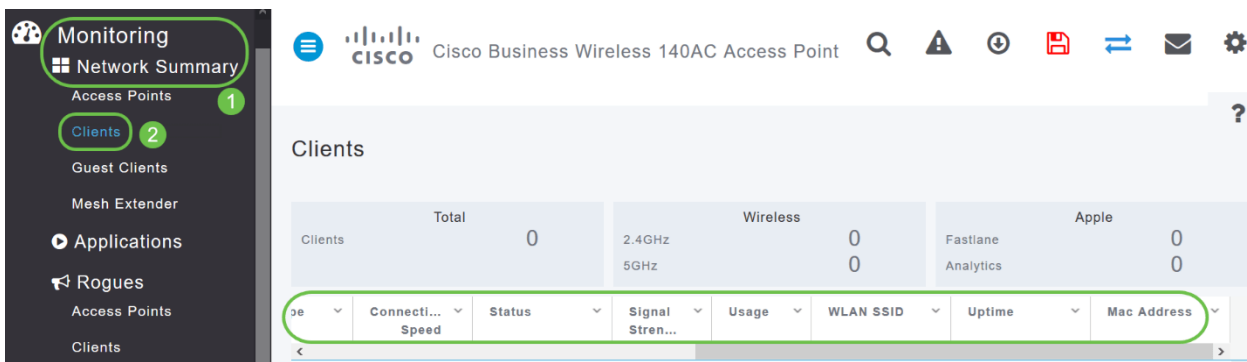 Monitoring
Network Summary
1
Access Points
Clients
2
Guest Clients
Mesh Extender
Applications
Rogues
Access Points
Clients
CISCO
Cisco Business Wireless 140AC Access Point
?
Clients
Total
Clients 0
Wireless
2.4GHz 0
5GHz 0
Apple
Fastlane 0
Analytics 0
pe
Connecti...
Speed
Status
Signal
Stren...
Usage
WLAN SSID
Uptime
Mac Address